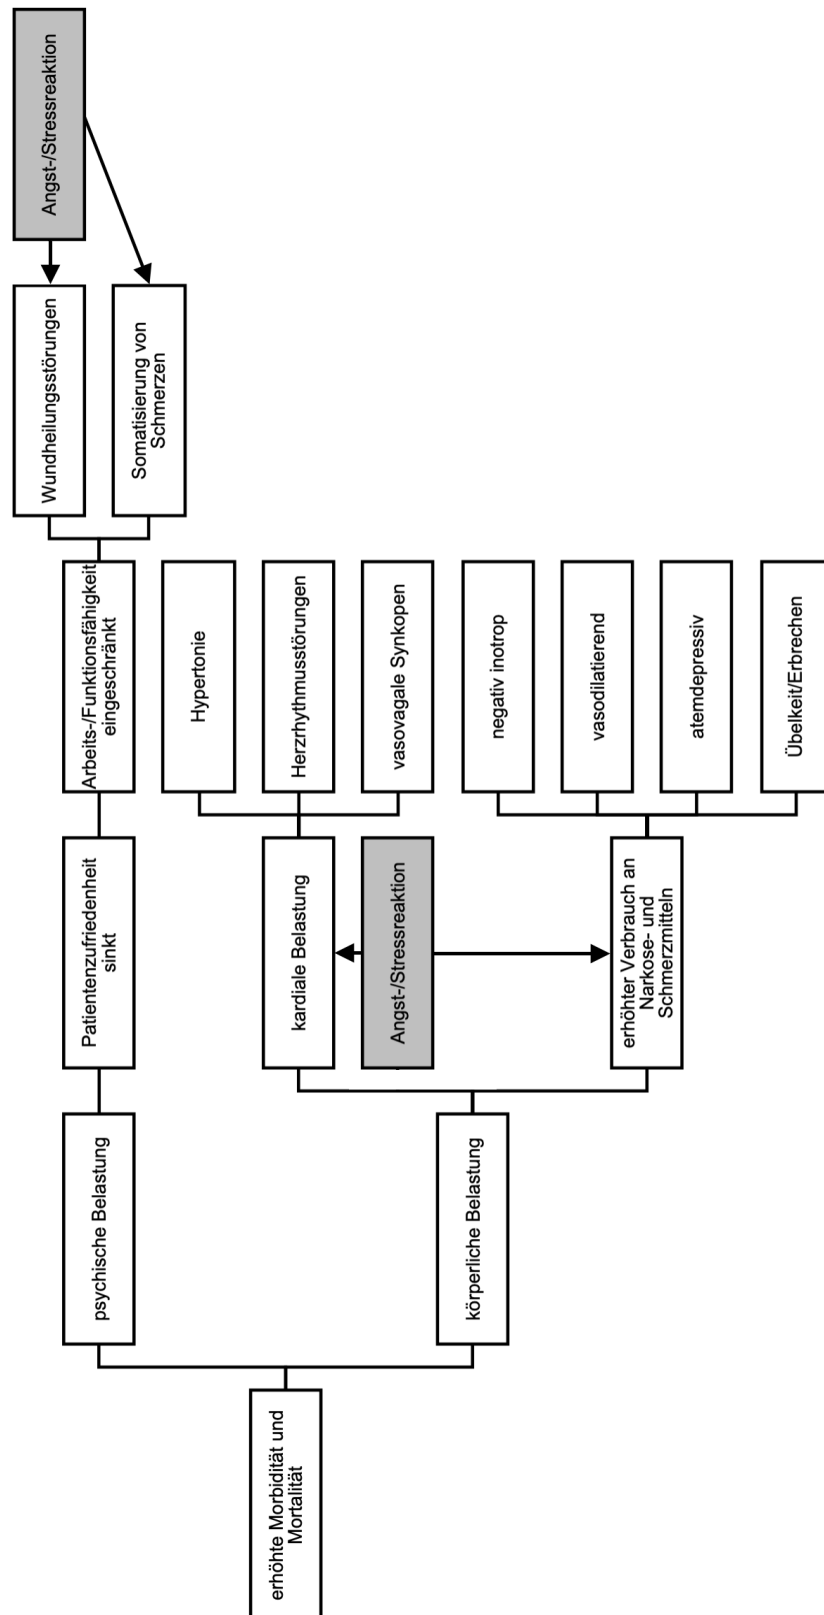 erhöhte Morbidität und
Mortalität
psychische Belastung
körperliche Belastung
Patientenzufriedenheit
sinkt
kardiale Belastung
Angst-/Stressreaktion
erhöhter Verbrauch an
Narkose- und
Schmerzmitteln
Arbeits-/Funktionsfähigkeit
eingeschränkt
Hypertonie
Herzrhythmusstörungen
vasovagale Synkopen
negativ inotrop
vasodilatierend
atemdepressiv
Übelkeit/Erbrechen
Wundheilungsstörungen
Somatisierung von
Schmerzen
Angst-/Stressreaktion